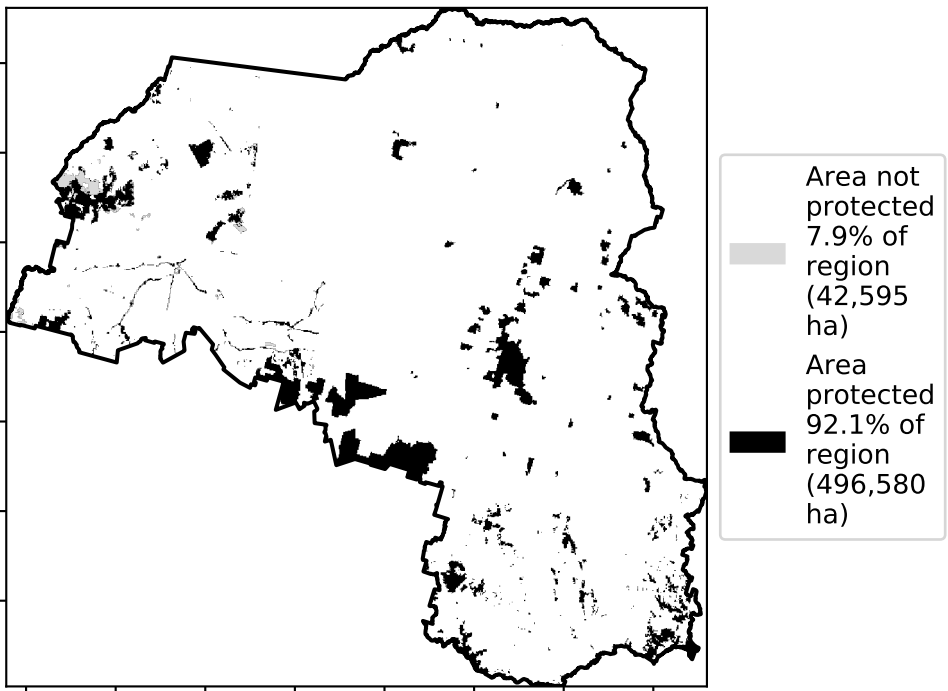 Area not
protected
7.9% of
region
(42,595
ha)
Area
protected
92.1% of
region
(496,580
ha)